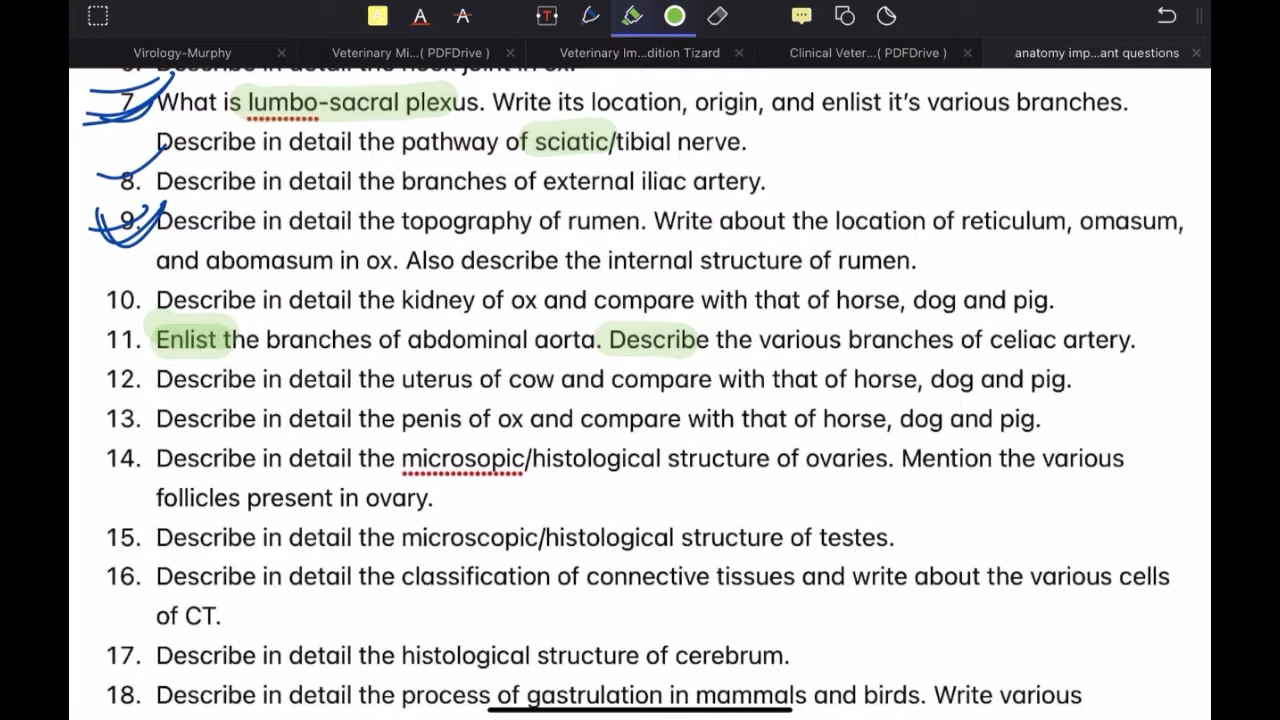 A A A T
Virology-Murphy × Veterinary Mi...( PDFDrive ) × Veterinary Im...dition Tizard × Clinical Veter...( PDFDrive ) × anatomy imp...ant questions ×
7. What is lumbo-sacral plexus. Write its location, origin, and enlist it's various branches.
Describe in detail the pathway of sciatic/tibial nerve.
8. Describe in detail the branches of external iliac artery.
9. Describe in detail the topography of rumen. Write about the location of reticulum, omasum,
and abomasum in ox. Also describe the internal structure of rumen.
10. Describe in detail the kidney of ox and compare with that of horse, dog and pig.
11. Enlist the branches of abdominal aorta. Describe the various branches of celiac artery.
12. Describe in detail the uterus of cow and compare with that of horse, dog and pig.
13. Describe in detail the penis of ox and compare with that of horse, dog and pig.
14. Describe in detail the microsopic/histological structure of ovaries. Mention the various
follicles present in ovary.
15. Describe in detail the microscopic/histological structure of testes.
16. Describe in detail the classification of connective tissues and write about the various cells
of CT.
17. Describe in detail the histological structure of cerebrum.
18. Describe in detail the process of gastrulation in mammals and birds. Write various